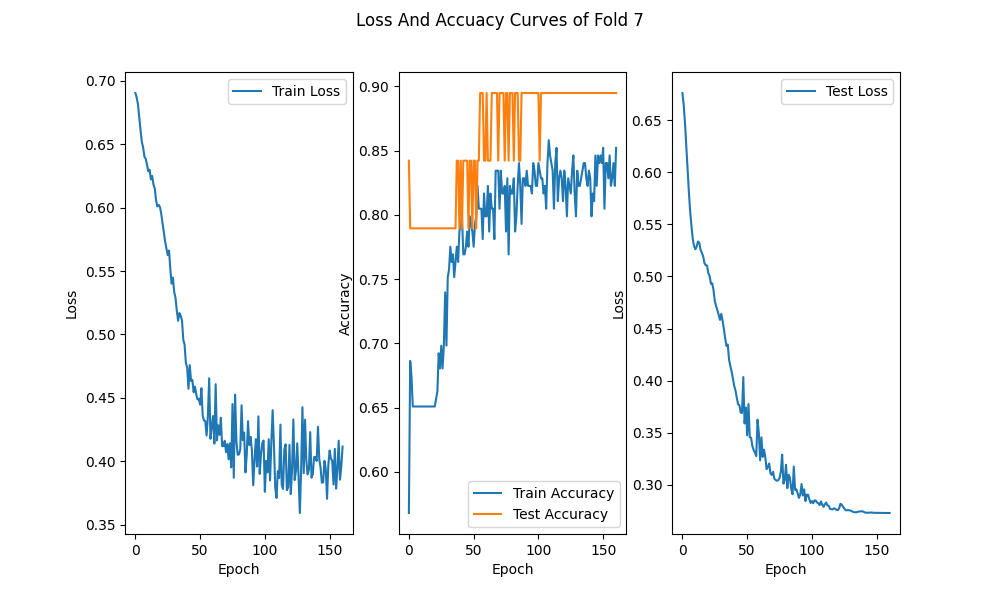 Loss And Accuacy Curves of Fold 7
0.70
0.65
0.60
0.55
0.50
0.45
0.40
0.35
Loss
Train Loss
0 50 100 150
Epoch
0.90
0.85
0.80
0.75
0.70
0.65
0.60
Accuracy
Train Accuracy
Test Accuracy
0 50 100 150
Epoch
0.65
0.60
0.55
0.50
0.45
0.40
0.35
0.30
Loss
Test Loss
0 50 100 150
Epoch